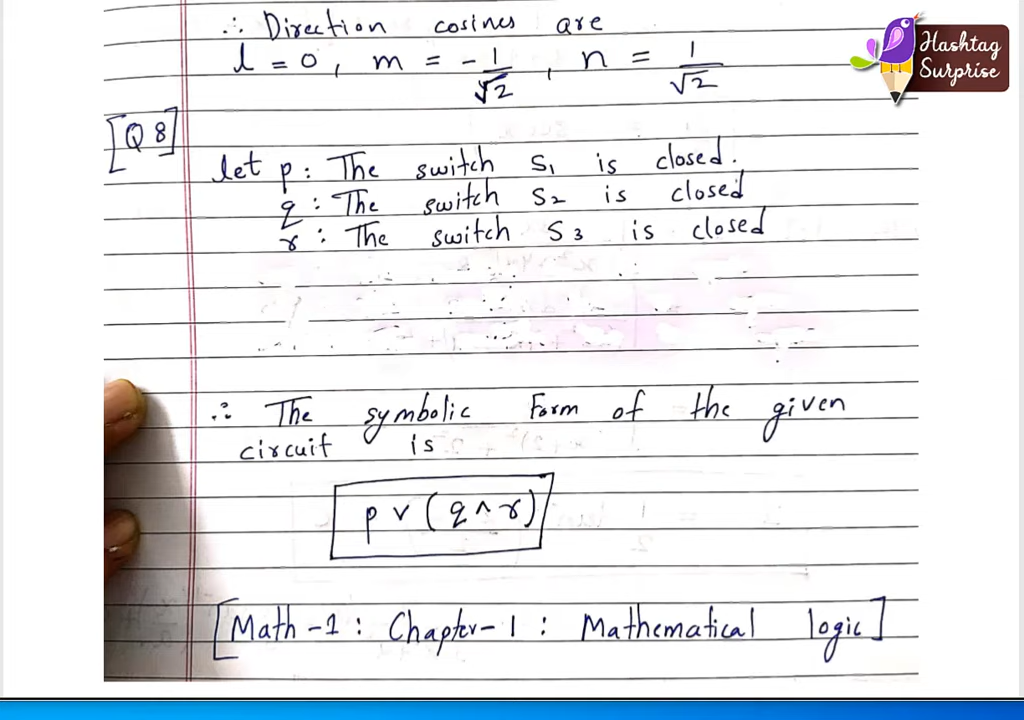 ∴ Direction cosines are
l = 0, m = -1/√2, n = 1/√2
Hashtag
Surprise
[Q 8]
let p: The switch S₁ is closed.
q: The switch S₂ is closed
r: The switch S₃ is closed
∴ The symbolic Form of the given
circuit is
p ∨ (q ∧ r)
[Math-1: Chapter-1: Mathematical logic]